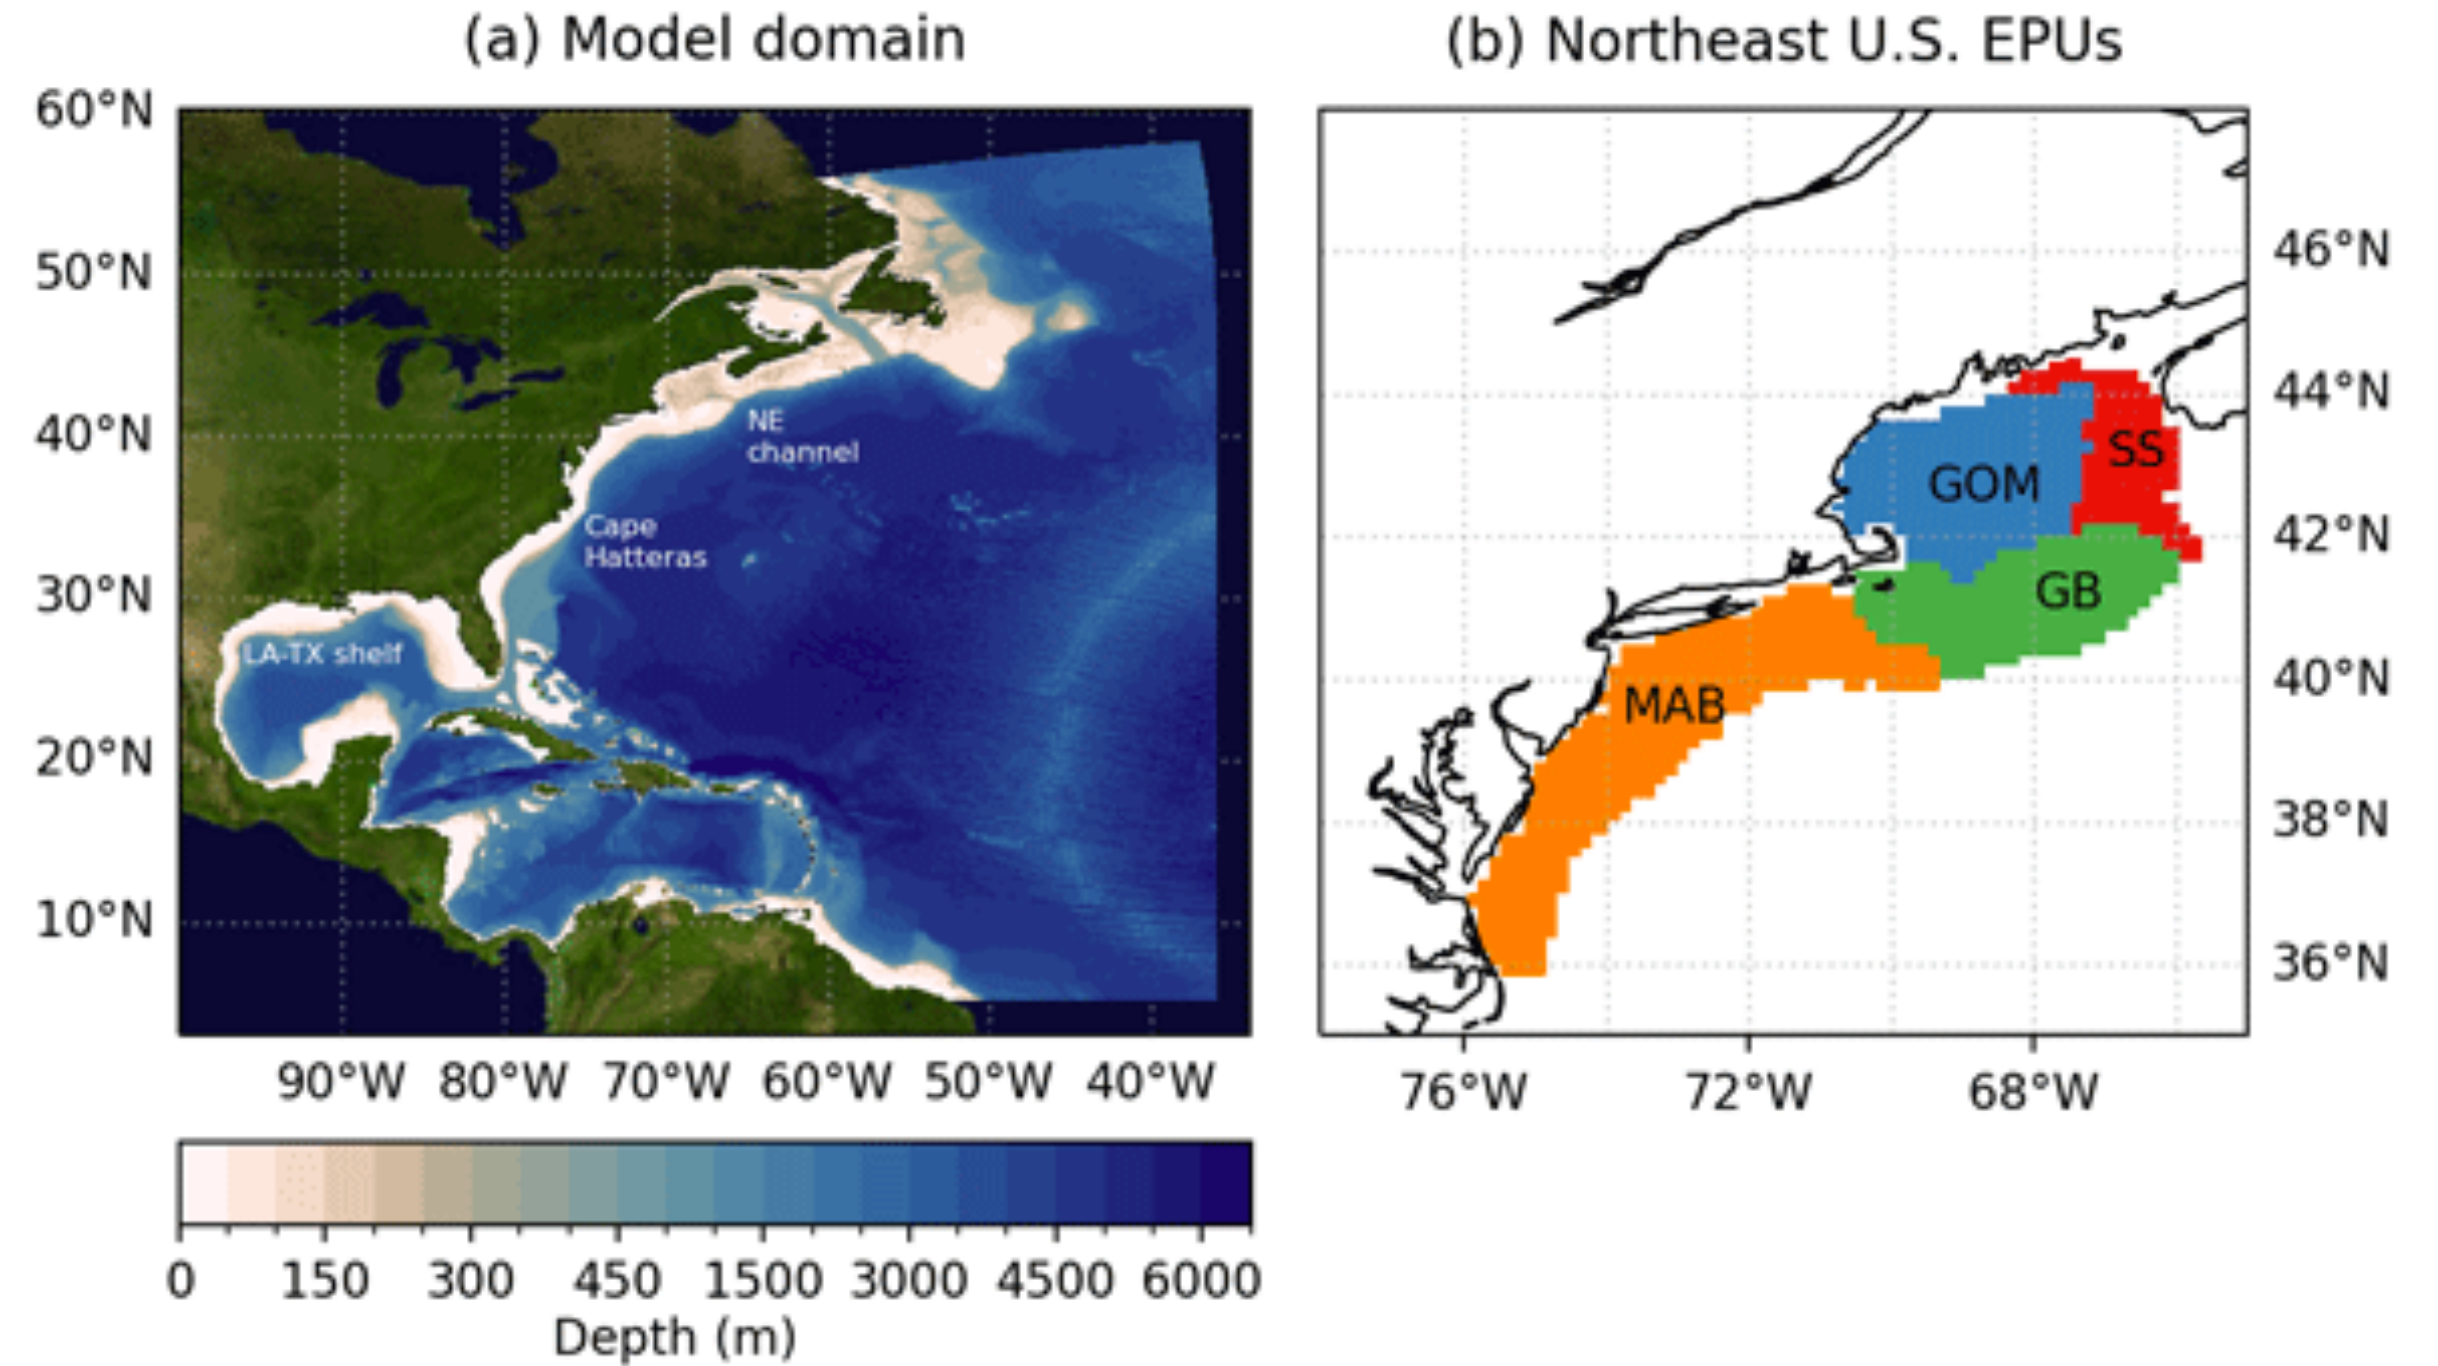 (a) Model domain
60°N
50°N
40°N
30°N
20°N
10°N
NE
channel
Cape
Hatteras
LA-TX shelf
90°W 80°W 70°W 60°W 50°W 40°W
0 150 300 450 1500 3000 4500 6000
Depth (m)
(b) Northeast U.S. EPUs
46°N
44°N
42°N
40°N
38°N
36°N
SS
GOM
GB
MAB
76°W 72°W 68°W